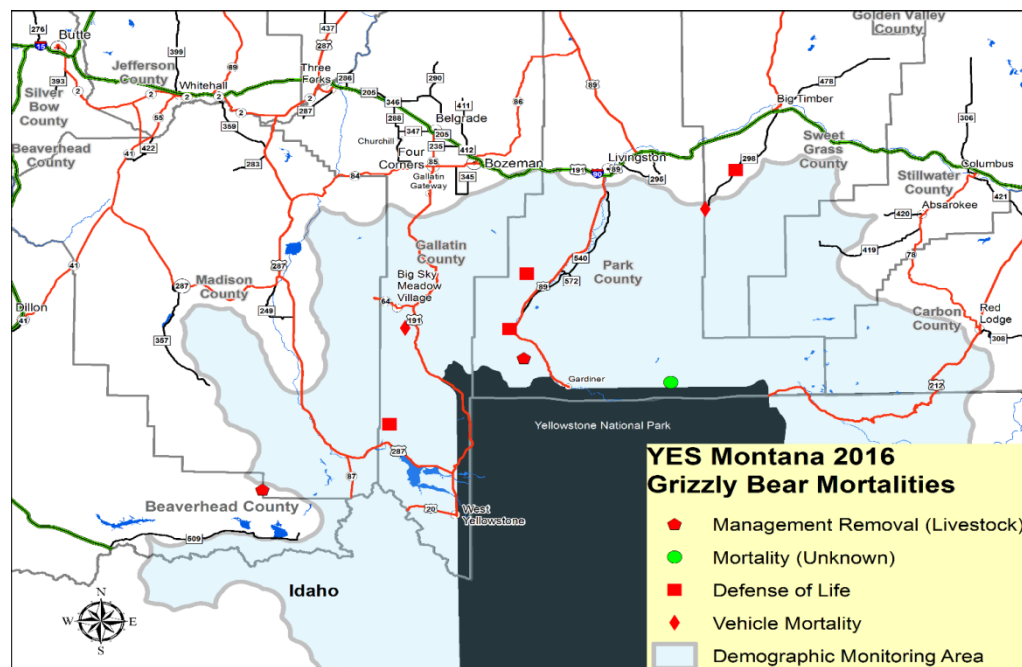 276
15
Butte
399
437
287
Golden Valley
County
Jefferson
County
69
Three
Forks
286
290
86
89
478
393
2
Whitehall
2
2
2
287
205
346
288
411
Big Timber
Silver
Bow
County
55
359
347
Belgrade
205
235
306
Churchill
Four
Corners
412
Sweet
Grass
County
Beaverhead
County
422
41
283
84
85
Bozeman
345
191
90
Livingston
89
295
298
Columbus
Gallatin
Gateway
Stillwater
County
421
Absarokee
420
419
78
41
287
Gallatin
County
540
Park
County
Madison
County
287
Big Sky
Meadow
Village
89
572
Dillon
41
249
64
191
Carbon
County
Red
Lodge
308
357
Gardiner
212
Yellowstone National Park
287
87
Beaverhead County
20
West
Yellowstone
509
Idaho
N
W
E
S
YES Montana 2016
Grizzly Bear Mortalities
Management Removal (Livestock)
Mortality (Unknown)
Defense of Life
Vehicle Mortality
Demographic Monitoring Area